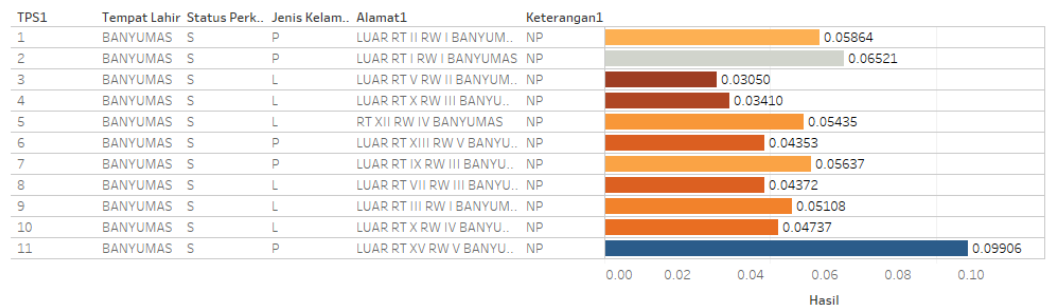 TPS1 Tempat Lahir Status Perk.. Jenis Kelam.. Alamat1 Keterangan1
1 BANYUMAS S P LUAR RT II RW I BANYUM.. NP 0.05864
2 BANYUMAS S P LUAR RT I RW I BANYUMAS NP 0.06521
3 BANYUMAS S L LUAR RT V RW II BANYUM.. NP 0.03050
4 BANYUMAS S L LUAR RT X RW III BANYU.. NP 0.03410
5 BANYUMAS S L RT XII RW IV BANYUMAS NP 0.05435
6 BANYUMAS S P LUAR RT XIII RW V BANYU.. NP 0.04353
7 BANYUMAS S P LUAR RT IX RW III BANYU.. NP 0.05637
8 BANYUMAS S L LUAR RT VII RW III BANYU.. NP 0.04372
9 BANYUMAS S L LUAR RT III RW I BANYUM.. NP 0.05108
10 BANYUMAS S L LUAR RT X RW IV BANYU.. NP 0.04737
11 BANYUMAS S P LUAR RT XV RW V BANYU.. NP 0.09906
0.00 0.02 0.04 0.06 0.08 0.10
Hasil